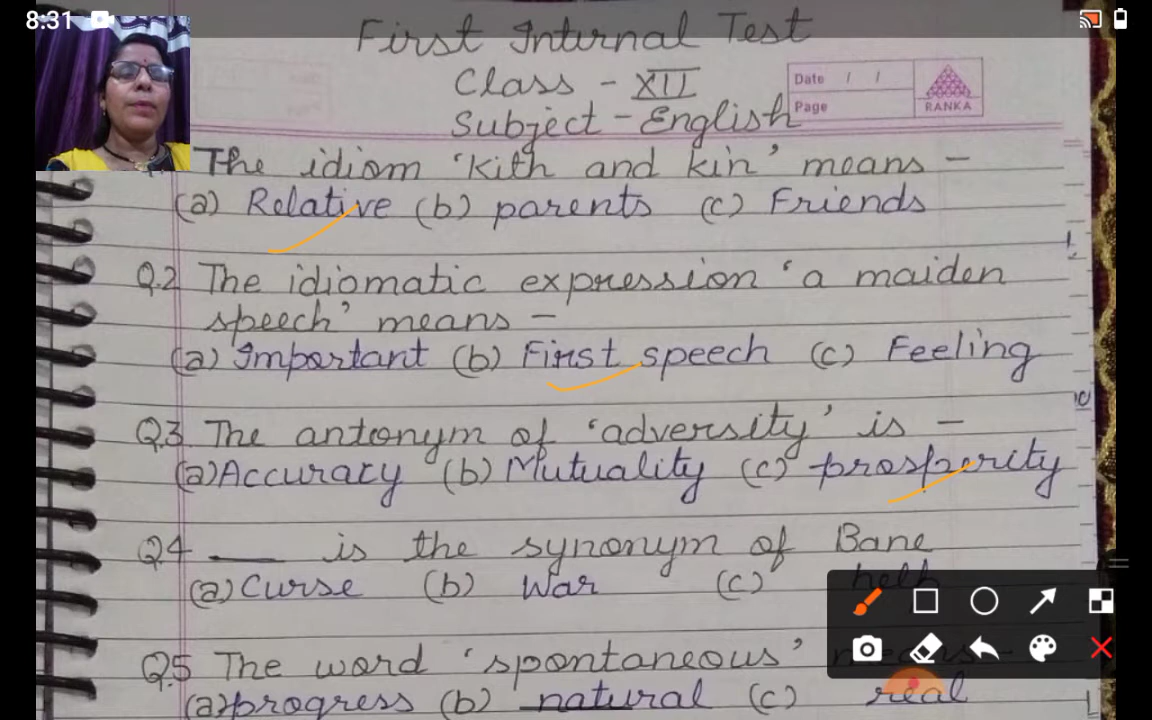 8:31
First Internal Test
Class - XII
Date / /
Page
RANKA
Subject - English
The idiom 'kith and kin' means -
(a) Relative (b) parents (c) Friends
Q.2 The idiomatic expression 'a maiden
speech' means -
(a) Important (b) First speech (c) Feeling
Q.3 The antonym of 'adversity' is -
(a) Accuracy (b) Mutuality (c) prosperity
Q.4 ___ is the synonym of Bane
(a) Curse (b) War (c) help
Q.5 The word 'spontaneous' means -
(a) progress (b) natural (c) real